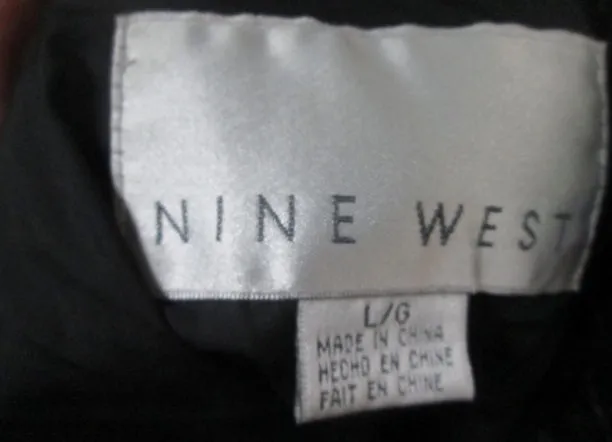 NINE WEST
L/G
MADE IN CHINA
HECHO EN CHINE
FAIT EN CHINE